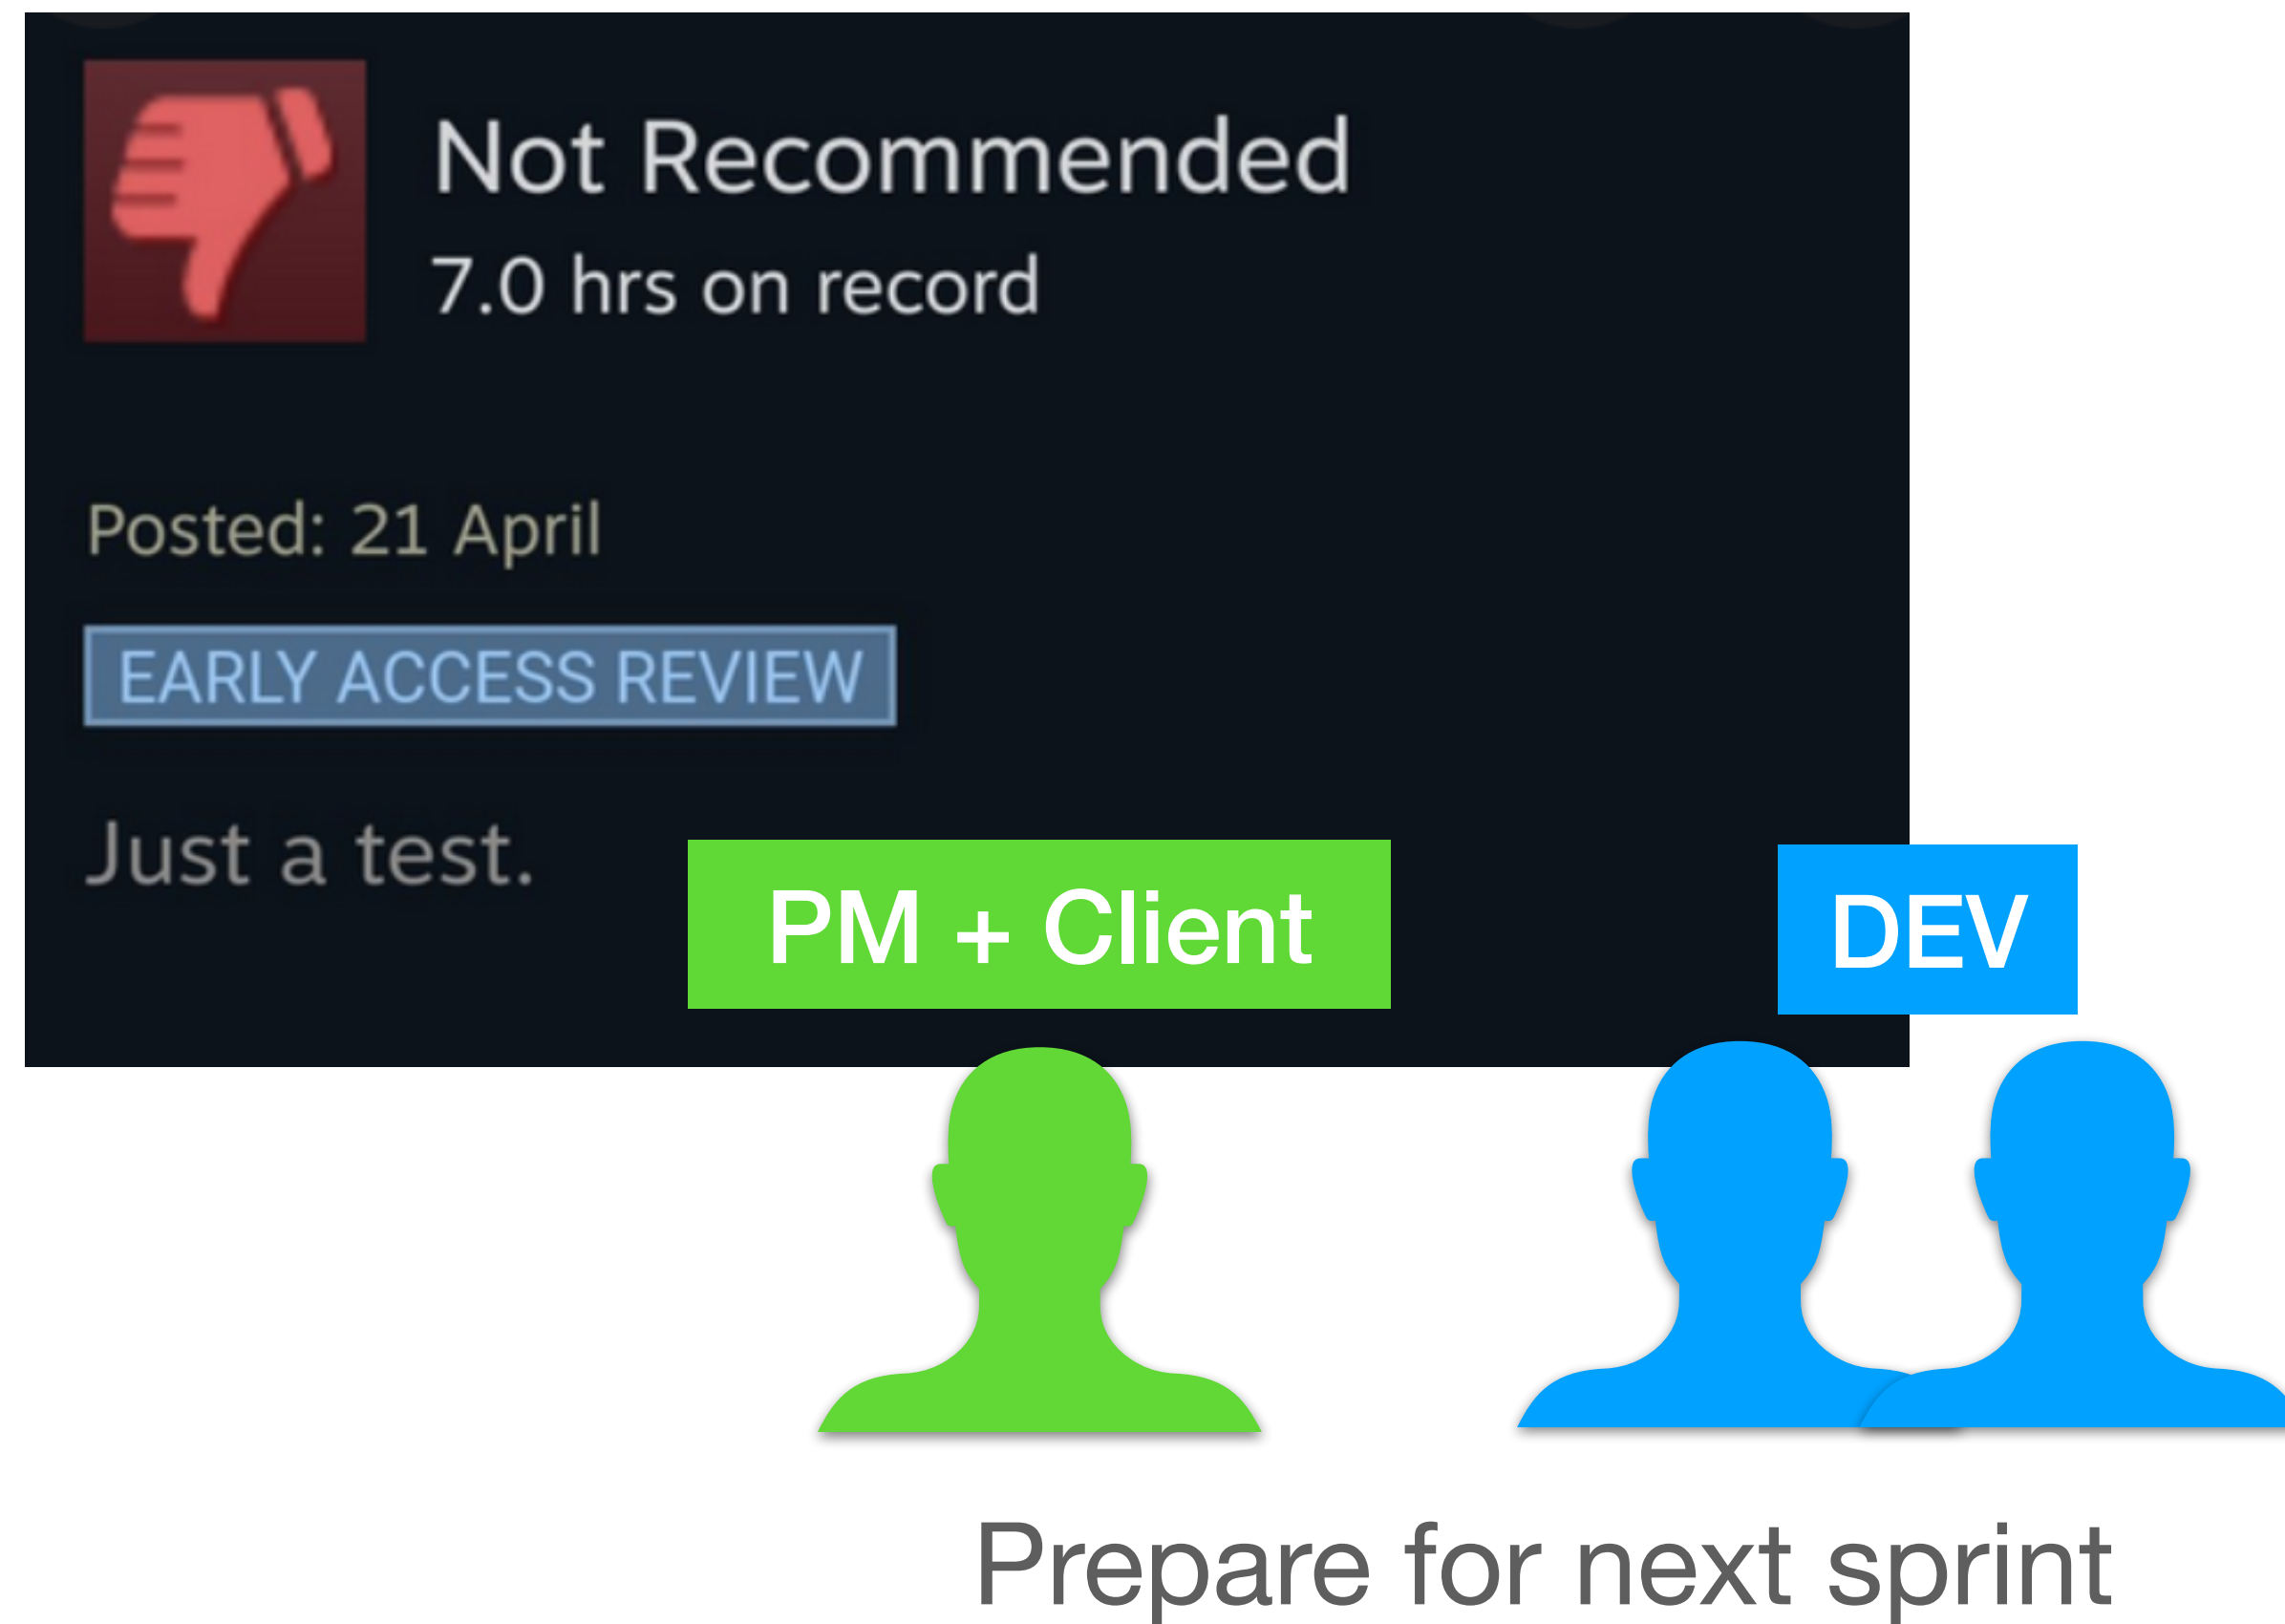 Not Recommended
7.0 hrs on record
Posted: 21 April
EARLY ACCESS REVIEW
Just a test.
PM + Client
DEV
Prepare for next sprint